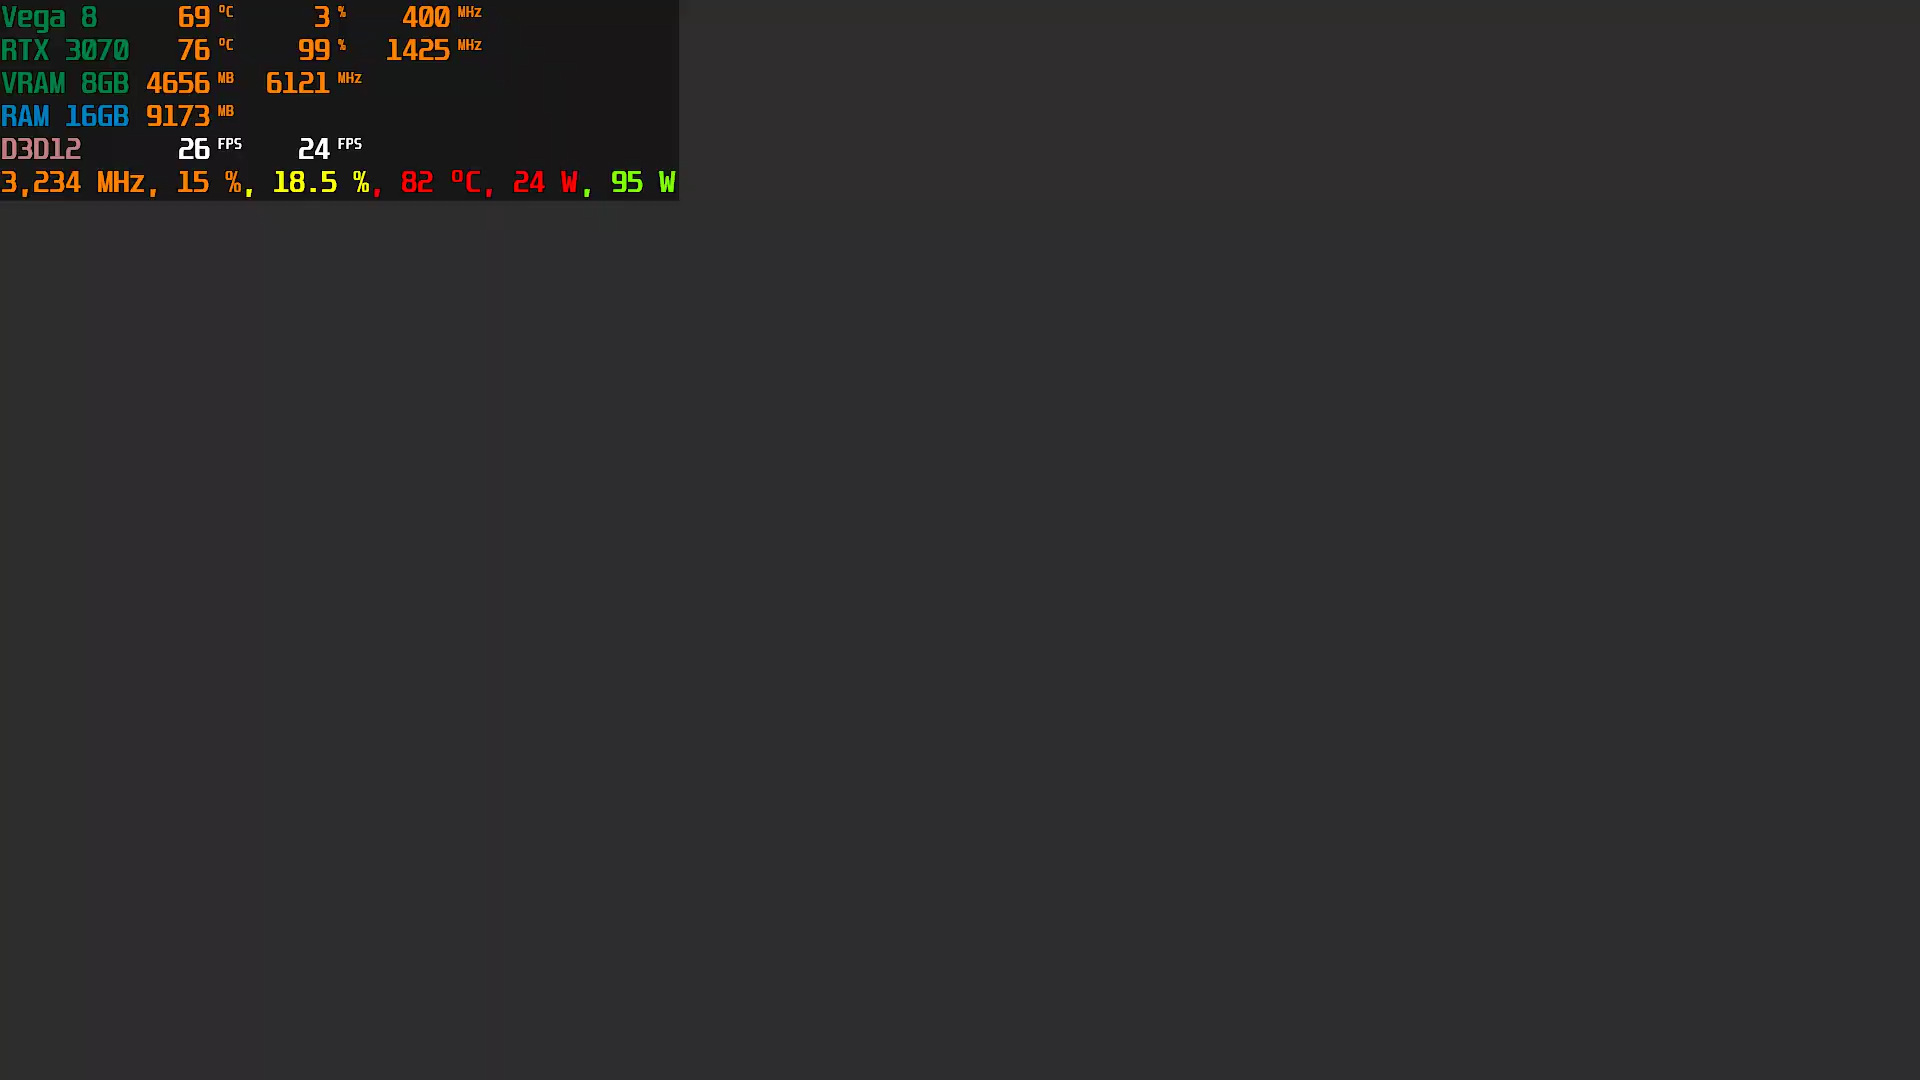 Vega 8 69 °C 3 % 400 MHz
RTX 3070 76 °C 99 % 1425 MHz
VRAM 8GB 4656 MB 6121 MHz
RAM 16GB 9173 MB
D3D12 26 FPS 24 FPS
3,234 MHz, 15 %, 18.5 %, 82 °C, 24 W, 95 W